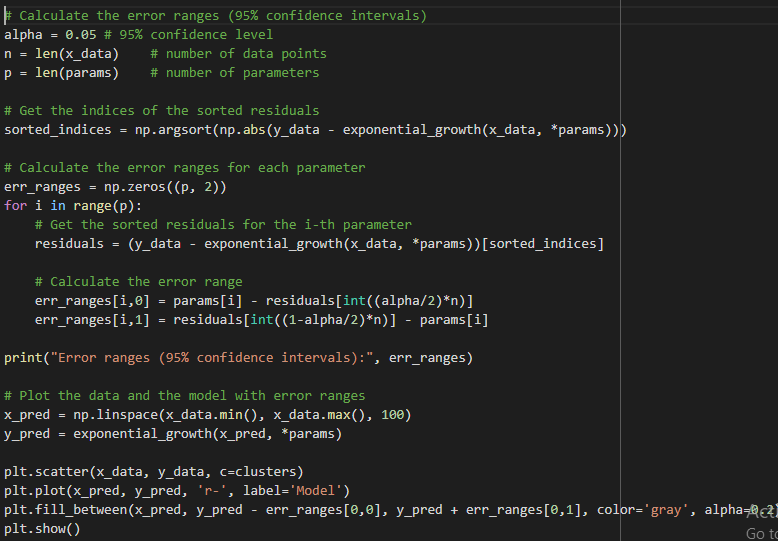 # Calculate the error ranges (95% confidence intervals)
alpha = 0.05 # 95% confidence level
n = len(x_data)    # number of data points
p = len(params)    # number of parameters

# Get the indices of the sorted residuals
sorted_indices = np.argsort(np.abs(y_data - exponential_growth(x_data, *params)))

# Calculate the error ranges for each parameter
err_ranges = np.zeros((p, 2))
for i in range(p):
    # Get the sorted residuals for the i-th parameter
    residuals = (y_data - exponential_growth(x_data, *params))[sorted_indices]

    # Calculate the error range
    err_ranges[i,0] = params[i] - residuals[int((alpha/2)*n)]
    err_ranges[i,1] = residuals[int((1-alpha/2)*n)] - params[i]

print("Error ranges (95% confidence intervals):", err_ranges)

# Plot the data and the model with error ranges
x_pred = np.linspace(x_data.min(), x_data.max(), 100)
y_pred = exponential_growth(x_pred, *params)

plt.scatter(x_data, y_data, c=clusters)
plt.plot(x_pred, y_pred, 'r-', label='Model')
plt.fill_between(x_pred, y_pred - err_ranges[0,0], y_pred + err_ranges[0,1], color='gray', alpha=0.2)
plt.show()
Go to